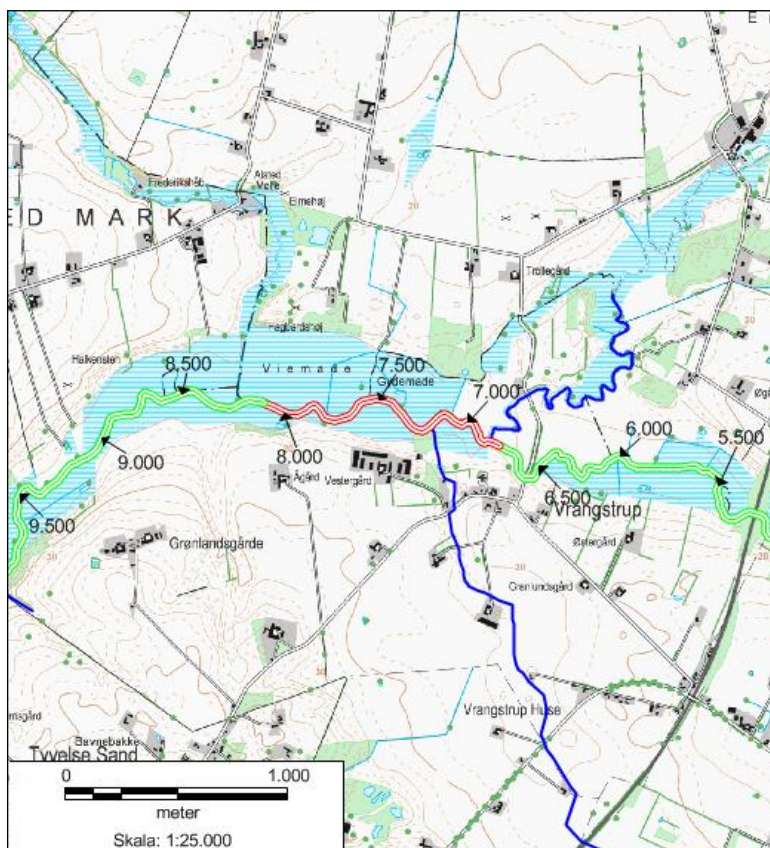 E
Frederikshåb
Alsted
Mølle
Elmehøj
ED MARK
20
Trollegård
Fagbardshøj
Halkensten
8.500
Viemade
7.500
Gydemade
7.000
Øg
6.000
5.500
9.000
8.000
Ågård
Vestergård
6.500
Vrangstrup
9.500
Grønlandsgårde
Østergård
20
20
Grønlundsgård
20
Vrangstrup Huse
Bavnebakke
Tyvelse Sand
0
1.000
meter
Skala: 1:25.000